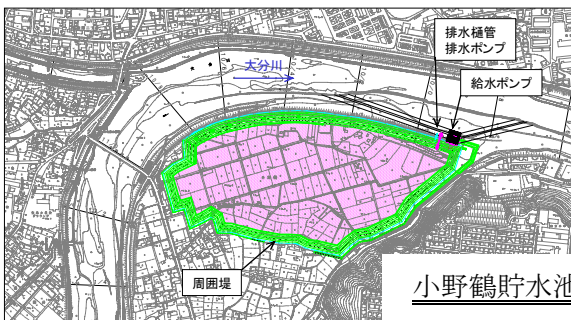 排水樋管
排水ポンプ
大分川
給水ポンプ
周囲堤
小野鶴貯水池